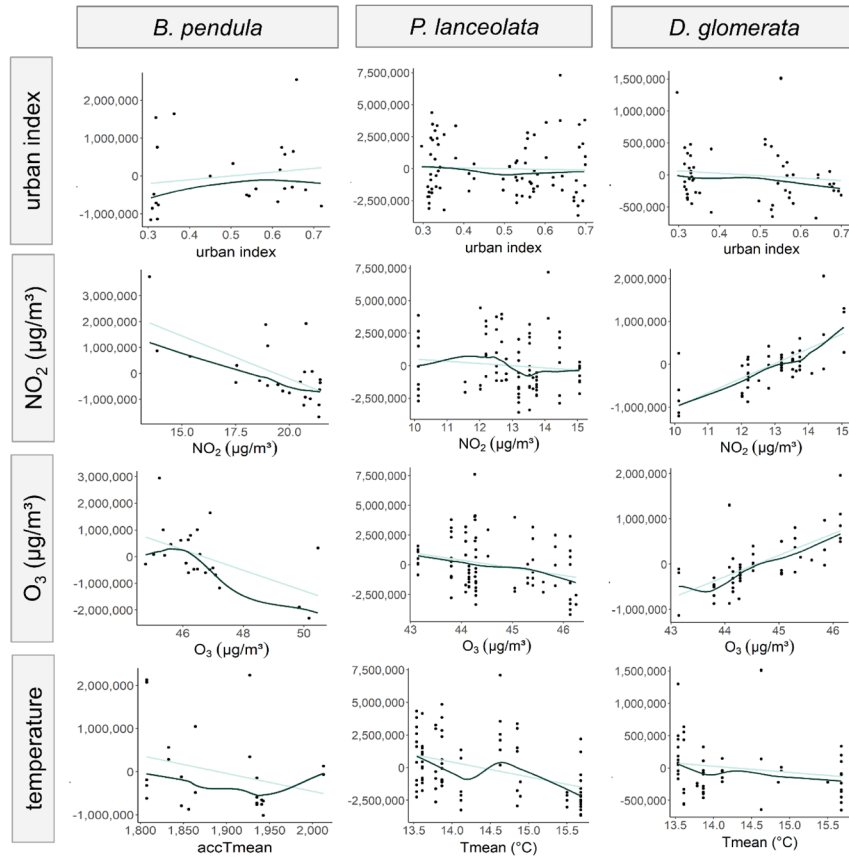 B. pendula
P. lanceolata
D. glomerata
urban index
2,000,000
1,000,000
0
-1,000,000
0.3 0.4 0.5 0.6 0.7
urban index
7,500,000
5,000,000
2,500,000
0
-2,500,000
0.3 0.4 0.5 0.6 0.7
urban index
1,500,000
1,000,000
500,000
0
-500,000
0.3 0.4 0.5 0.6 0.7
urban index
NO₂ (µg/m³)
3,000,000
2,000,000
1,000,000
0
-1,000,000
15.0 17.5 20.0
NO₂ (µg/m³)
7,500,000
5,000,000
2,500,000
0
-2,500,000
10 11 12 13 14 15
NO₂ (µg/m³)
2,000,000
1,000,000
0
-1,000,000
10 11 12 13 14 15
NO₂ (µg/m³)
O₃ (µg/m³)
3,000,000
2,000,000
1,000,000
0
-1,000,000
-2,000,000
46 48 50
O₃ (µg/m³)
7,500,000
5,000,000
2,500,000
0
-2,500,000
43 44 45 46
O₃ (µg/m³)
2,000,000
1,000,000
0
-1,000,000
43 44 45 46
O₃ (µg/m³)
temperature
2,000,000
1,000,000
0
-1,000,000
1,800 1,850 1,900 1,950 2,000
accTmean
7,500,000
5,000,000
2,500,000
0
-2,500,000
13.5 14.0 14.5 15.0 15.5
Tmean (°C)
1,500,000
1,000,000
500,000
0
-500,000
13.5 14.0 14.5 15.0 15.5
Tmean (°C)